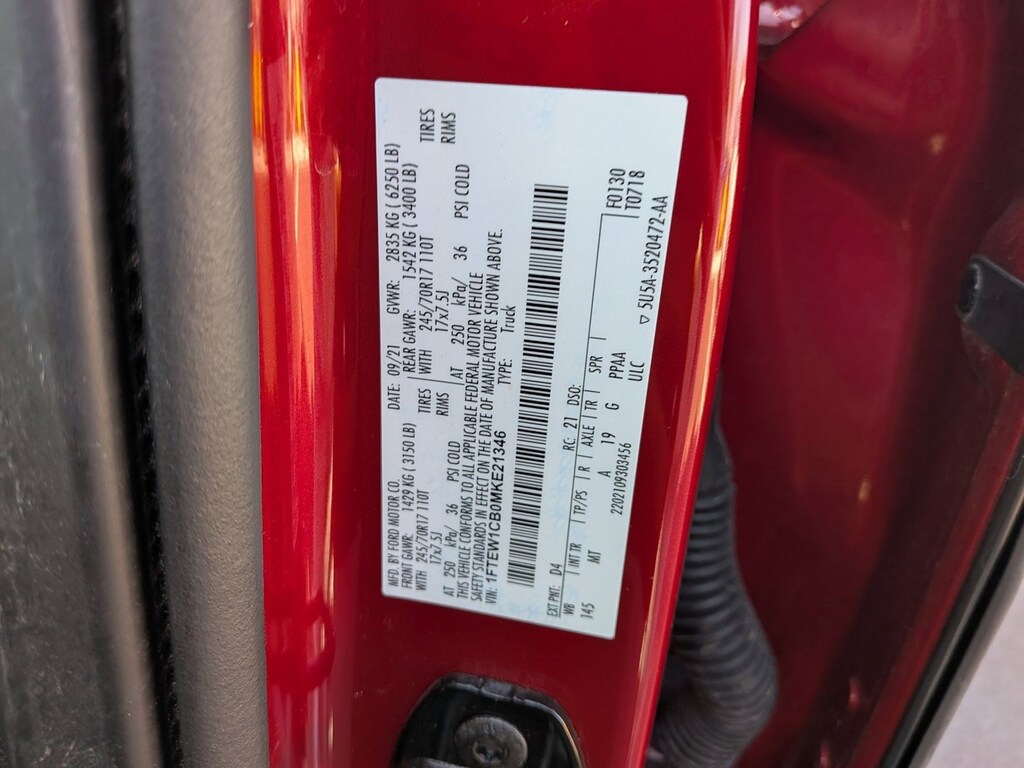 MFD. BY FORD MOTOR CO. DATE: 09/21 GVWR: 2835 KG ( 6250 LB)
FRONT GAWR: 1429 KG ( 3150 LB) REAR GAWR: 1542 KG ( 3400 LB)
WITH 245/70R17 110T TIRES WITH 245/70R17 110T TIRES
17x7.5J RIMS 17x7.5J RIMS
AT 250 kPa/ 36 PSI COLD AT 250 kPa/ 36 PSI COLD
THIS VEHICLE CONFORMS TO ALL APPLICABLE FEDERAL MOTOR VEHICLE
SAFETY STANDARDS IN EFFECT ON THE DATE OF MANUFACTURE SHOWN ABOVE.
VIN: 1FTEW1CB0MKE21346 TYPE: Truck
EXT PNT: D4 RC: 21 DSO: F0130
WB INT TR TP/PS R AXLE TR SPR T0718
145 MT A 19 G PPAA
2202109303456 ULC ▽ 5U5A-3520472-AA